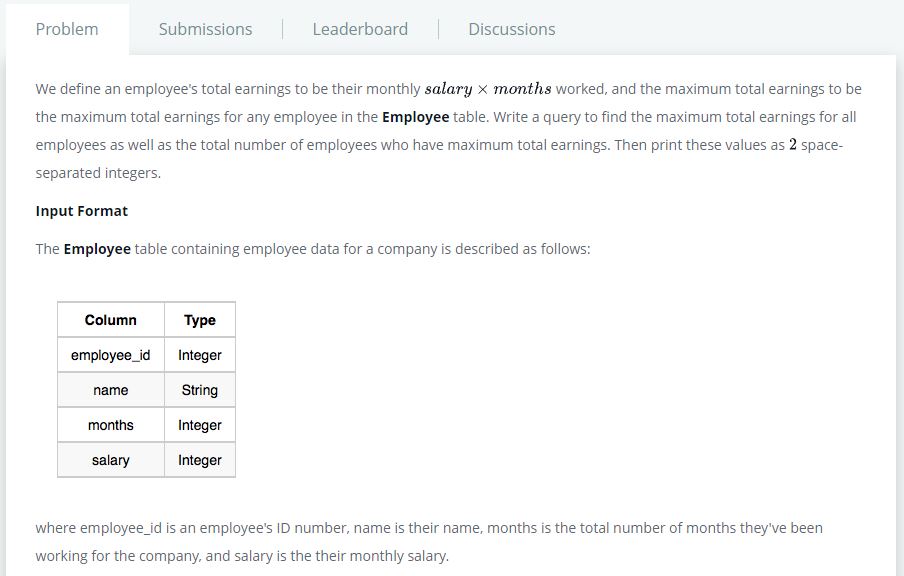 Problem Submissions Leaderboard Discussions
We define an employee's total earnings to be their monthly salary × months worked, and the maximum total earnings to be
the maximum total earnings for any employee in the Employee table. Write a query to find the maximum total earnings for all
employees as well as the total number of employees who have maximum total earnings. Then print these values as 2 space-
separated integers.
Input Format
The Employee table containing employee data for a company is described as follows:
Column Type
employee_id Integer
name String
months Integer
salary Integer
where employee_id is an employee's ID number, name is their name, months is the total number of months they've been
working for the company, and salary is the their monthly salary.